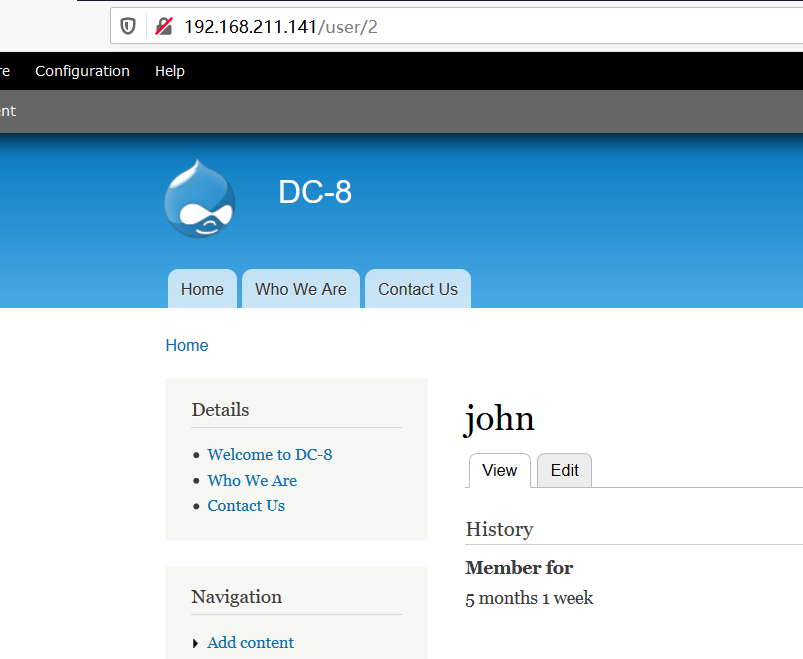 192.168.211.141/user/2
re Configuration Help
ent
DC-8
Home Who We Are Contact Us
Home
Details
Welcome to DC-8
Who We Are
Contact Us
john
View Edit
History
Member for
5 months 1 week
Navigation
Add content